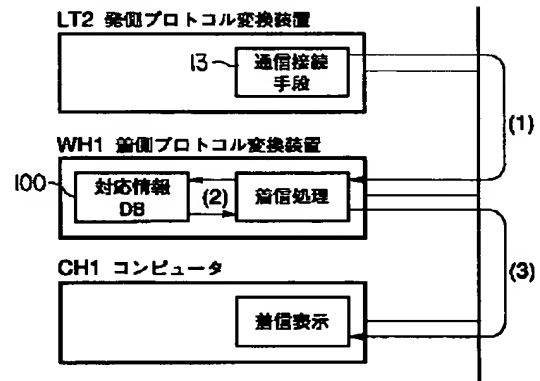 LT2 発側プロトコル変換装置
13
通信接続
手段
(1)
WH1 着側プロトコル変換装置
100
対応情報
DB
(2)
着信処理
(3)
CH1 コンピュータ
着信表示